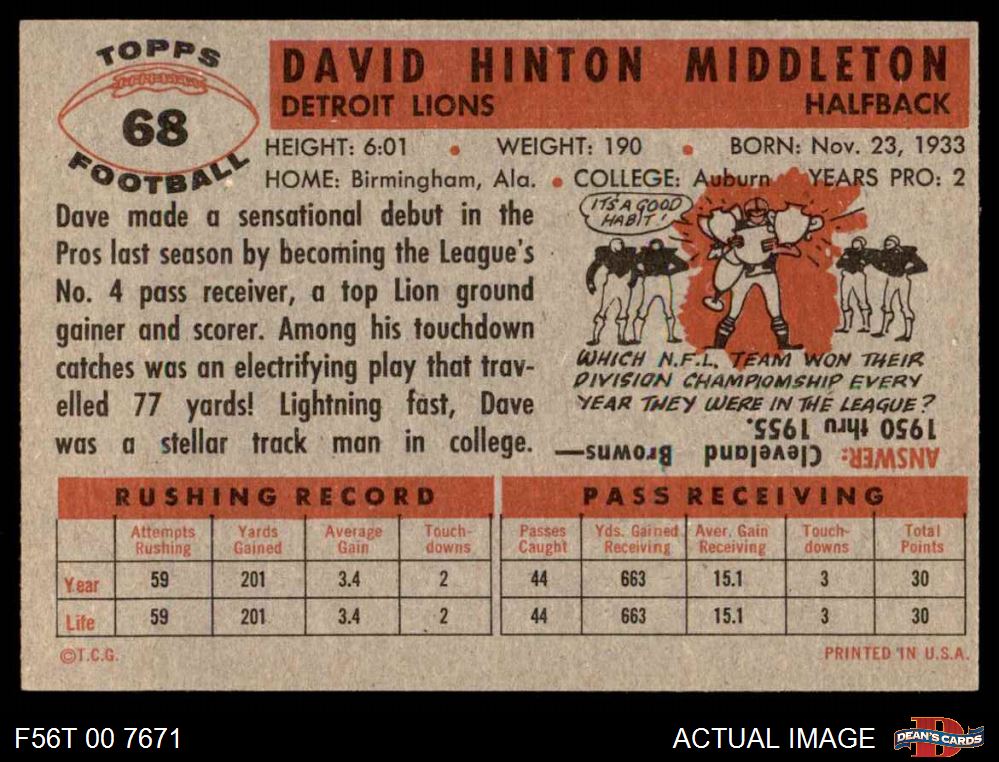 TOPPS
68
FOOTBALL
DAVID HINTON MIDDLETON
DETROIT LIONS HALFBACK
HEIGHT: 6:01 • WEIGHT: 190 • BORN: Nov. 23, 1933
HOME: Birmingham, Ala. • COLLEGE: Auburn YEARS PRO: 2
Dave made a sensational debut in the
Pros last season by becoming the League's
No. 4 pass receiver, a top Lion ground
gainer and scorer. Among his touchdown
catches was an electrifying play that trav-
elled 77 yards! Lightning fast, Dave
was a stellar track man in college.
IT'S A GOOD
HABIT!
WHICH N.F.L. TEAM WON THEIR
DIVISION CHAMPIOMSHIP EVERY
YEAR THEY WERE IN THE LEAGUE?
ANSWER: Cleveland Browns—
1950 thru 1955.
RUSHING RECORD
Attempts Rushing Yards Gained Average Gain Touch-downs
Year 59 201 3.4 2
Life 59 201 3.4 2
PASS RECEIVING
Passes Caught Yds. Gained Receiving Aver. Gain Receiving Touch-downs Total Points
44 663 15.1 3 30
44 663 15.1 3 30
©T.C.G. PRINTED IN U.S.A.
F56T 00 7671 ACTUAL IMAGE DEAN'S CARDS